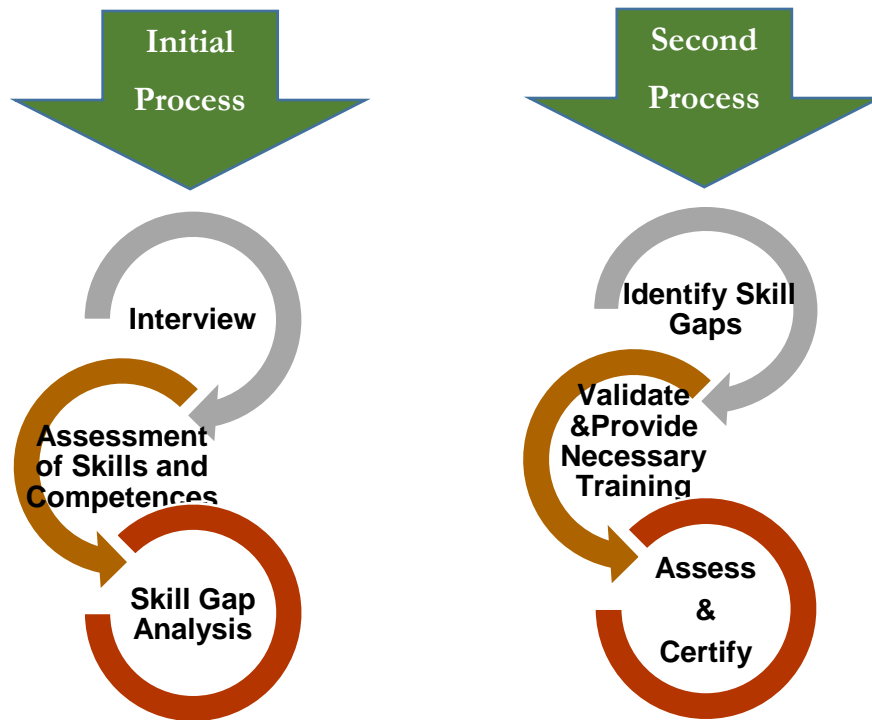 Initial
Process
Interview
Assessment
of Skills and
Competences
Skill Gap
Analysis
Second
Process
Identify Skill
Gaps
Validate
&Provide
Necessary
Training
Assess
&
Certify